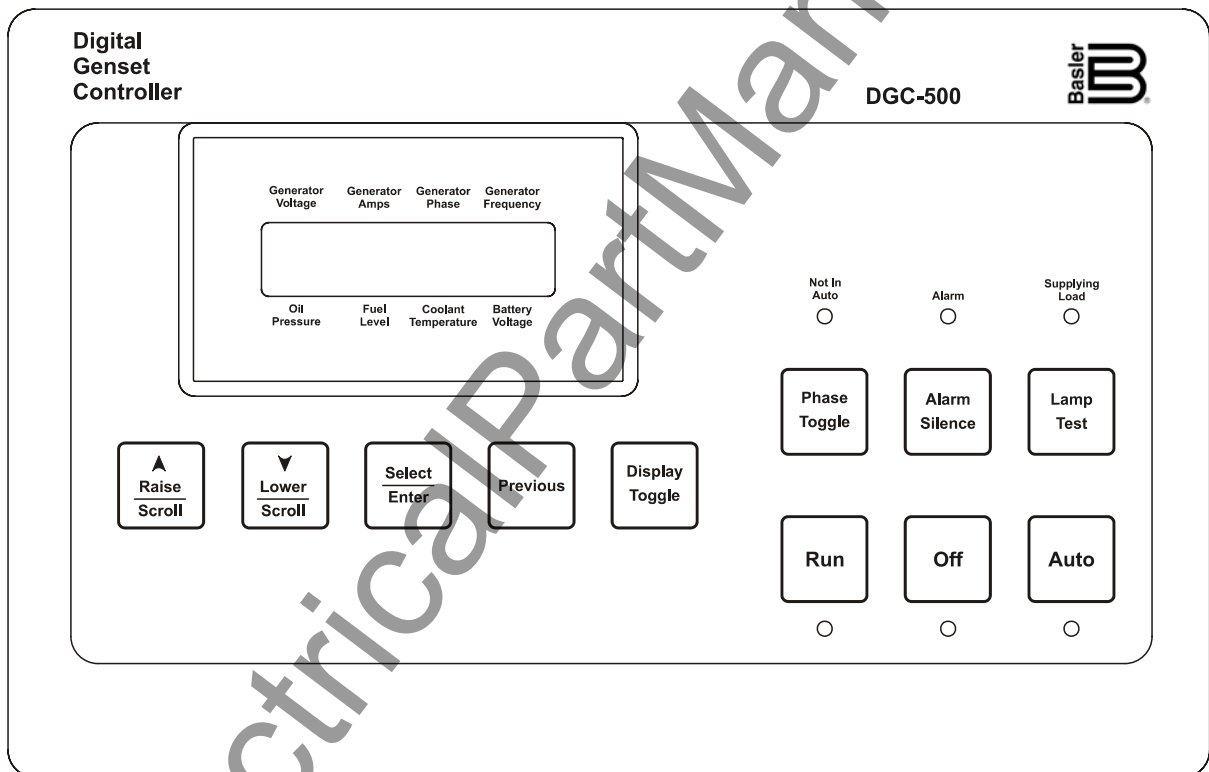 Digital
Genset
Controller
DGC-500
Basler
Generator Generator Generator Generator
Voltage Amps Phase Frequency
Oil Fuel Coolant Battery
Pressure Level Temperature Voltage
Not In
Auto
Alarm
Supplying
Load
Phase
Toggle
Alarm
Silence
Lamp
Test
Raise
Scroll
Lower
Scroll
Select
Enter
Previous
Display
Toggle
Run
Off
Auto
ctricalPartMan